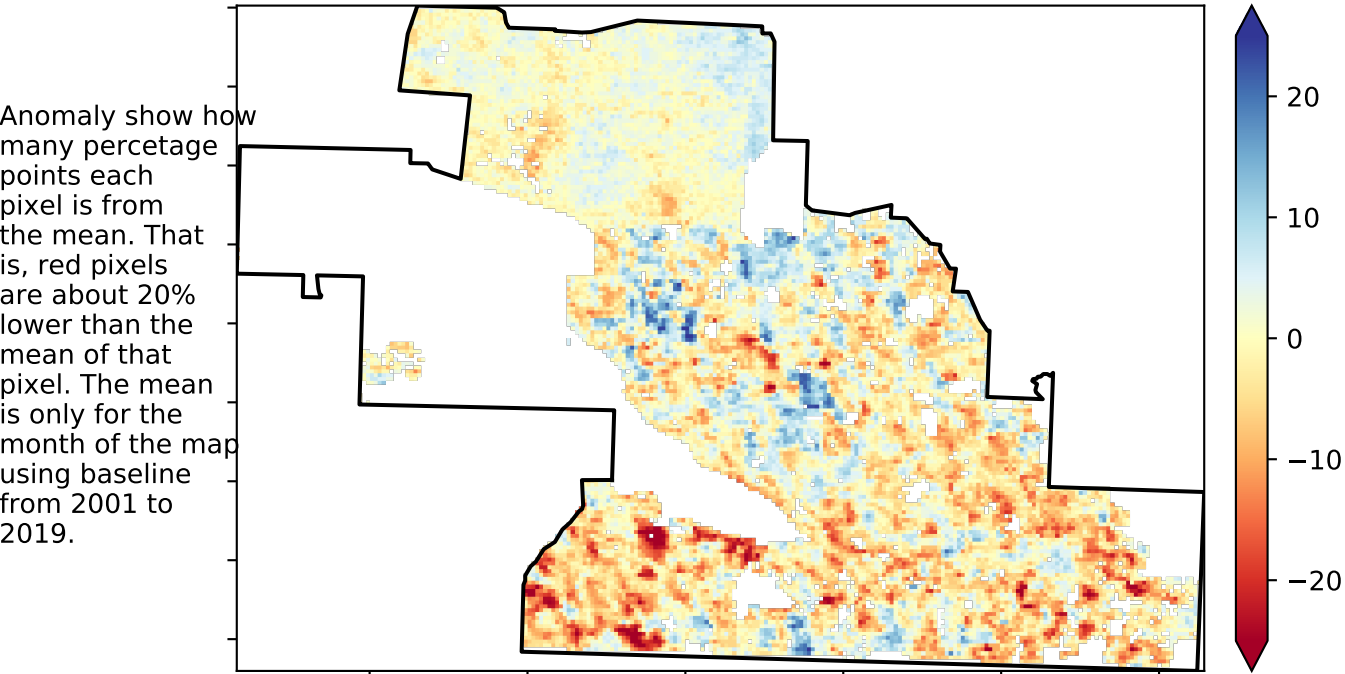 Anomaly show how
many percetage
points each
pixel is from
the mean. That
is, red pixels
are about 20%
lower than the
mean of that
pixel. The mean
is only for the
month of the map
using baseline
from 2001 to
2019.
20
10
0
−10
−20